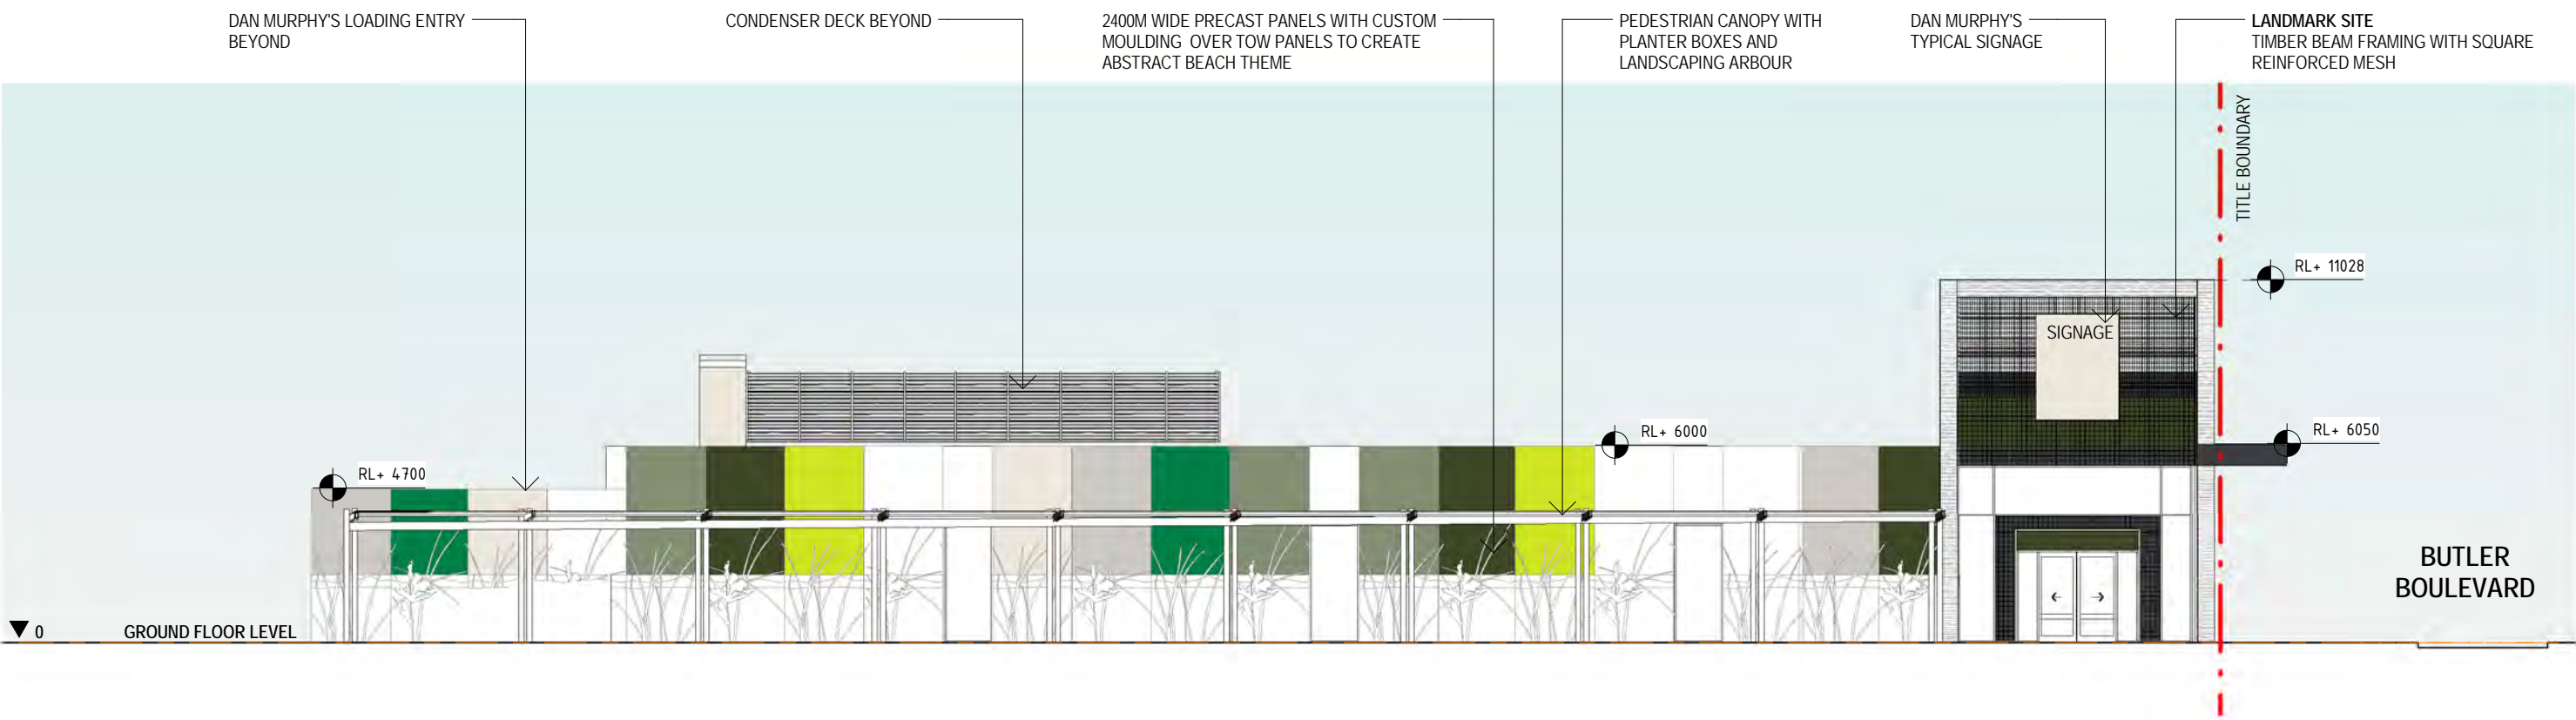 DAN MURPHY'S LOADING ENTRY
BEYOND
CONDENSER DECK BEYOND
2400M WIDE PRECAST PANELS WITH CUSTOM
MOULDING OVER TOW PANELS TO CREATE
ABSTRACT BEACH THEME
PEDESTRIAN CANOPY WITH
PLANTER BOXES AND
LANDSCAPING ARBOUR
DAN MURPHY'S
TYPICAL SIGNAGE
LANDMARK SITE
TIMBER BEAM FRAMING WITH SQUARE
REINFORCED MESH
TITLE BOUNDARY
RL+ 11028
SIGNAGE
RL+ 6050
RL+ 6000
RL+ 4700
BUTLER
BOULEVARD
0
GROUND FLOOR LEVEL